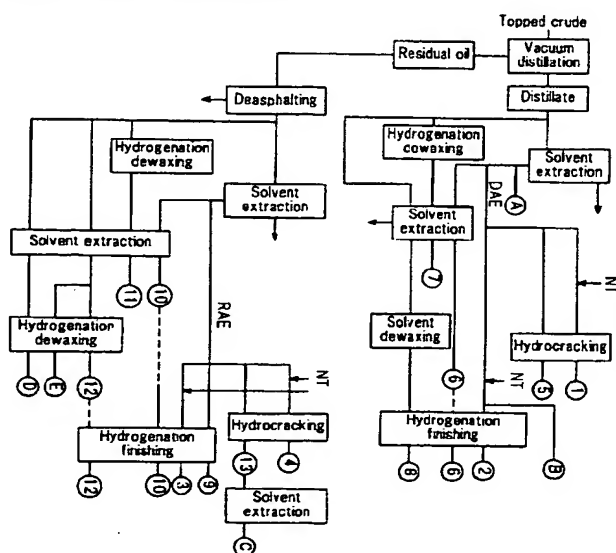 Topped crude
Vacuum
distillation
Residual oil
Distillate
Deasphalting
Hydrogenation
dewaxing
Hydrogenation
cowaxing
Solvent
extraction
Solvent
extraction
DAE
A
Solvent
extraction
Solvent extraction
7
NT
11
10
RAE
Hydrogenation
dewaxing
Solvent
dewaxing
Hydrocracking
D
E
12
NT
6
NT
5
1
Hydrogenation
finishing
Hydrocracking
Hydrogenation
finishing
12
10
3
9
13
4
8
6
2
B
Solvent
extraction
C